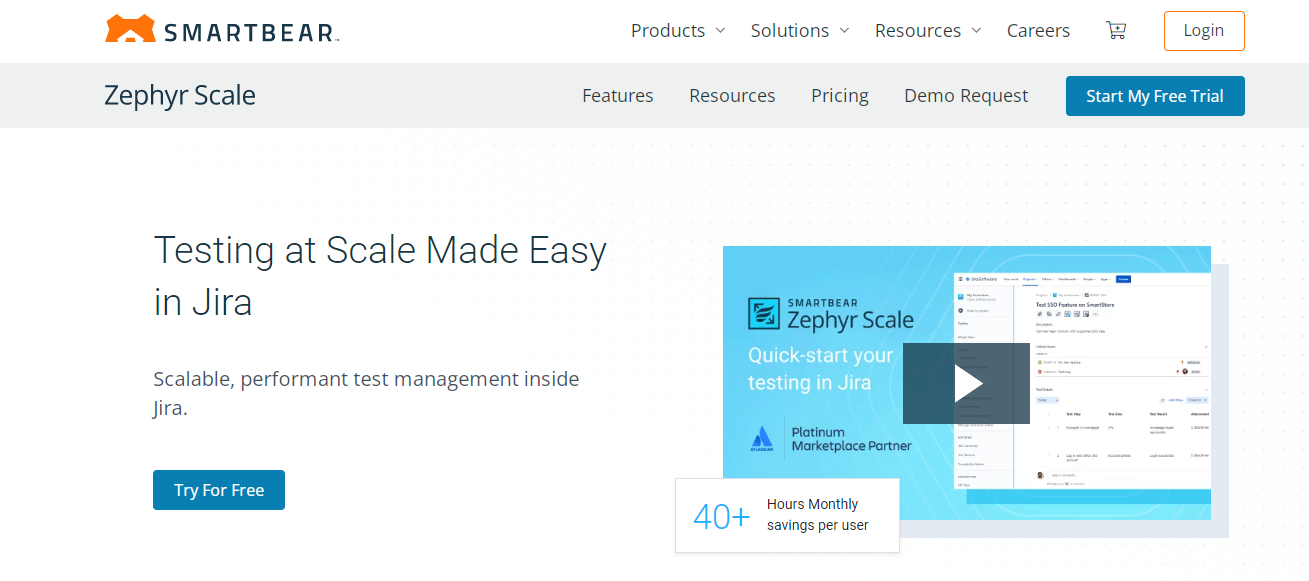 SMARTBEAR
Products
Solutions
Resources
Careers
Login
Zephyr Scale
Features
Resources
Pricing
Demo Request
Start My Free Trial
Testing at Scale Made Easy
in Jira
Scalable, performant test management inside
Jira.
Try For Free
SMARTBEAR
Zephyr Scale
Quick-start your
testing in Jira
ATLASSIAN
Platinum
Marketplace Partner
Test SSO Feature on SmartStore
40+
Hours Monthly
savings per user